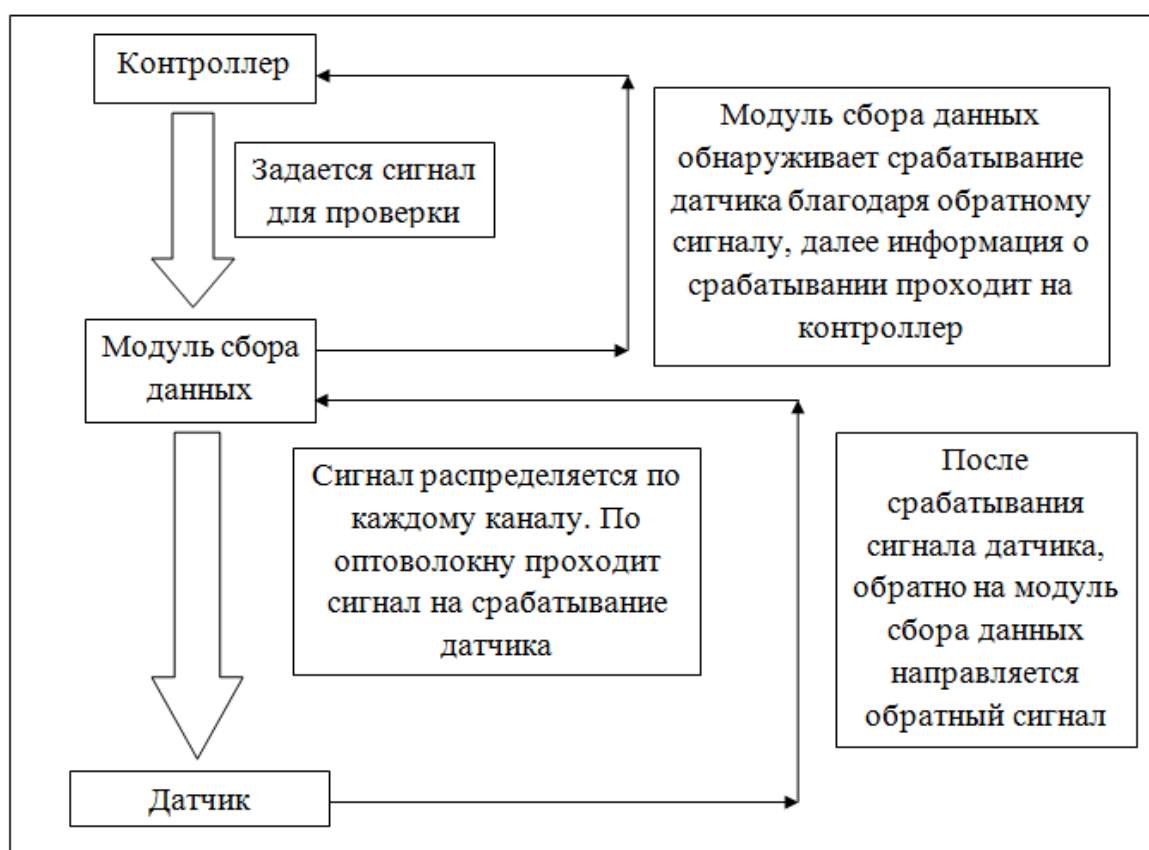 Контроллер
Задается сигнал
для проверки
Модуль сбора данных
обнаруживает срабатывание
датчика благодаря обратному
сигналу, далее информация о
срабатывании проходит на
контроллер
Модуль сбора
данных
Сигнал распределяется по
каждому каналу. По
оптоволокну проходит
сигнал на срабатывание
датчика
После
срабатывания
сигнала датчика,
обратно на модуль
сбора данных
направляется
обратный сигнал
Датчик